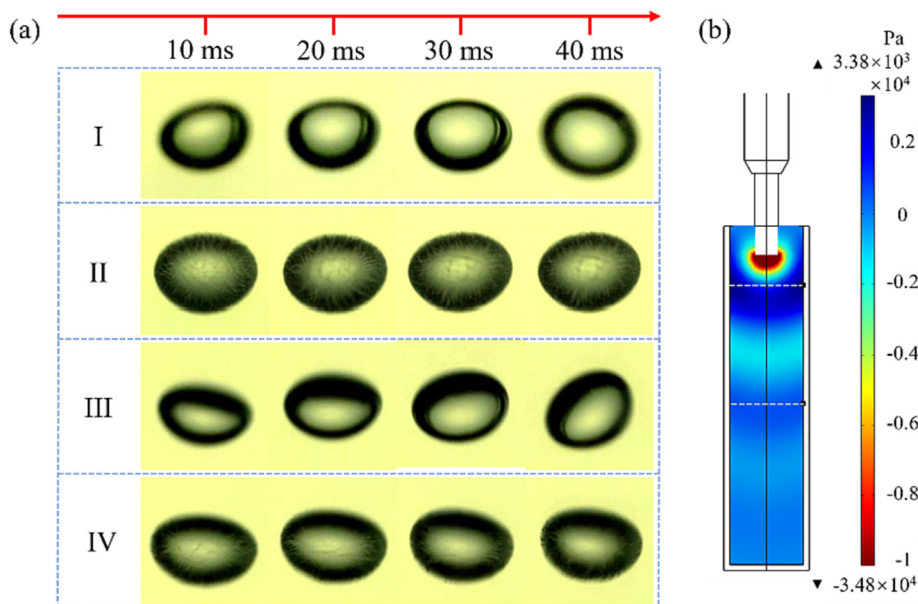 (a)
10 ms 20 ms 30 ms 40 ms
I
II
III
IV
(b)
Pa
▲ 3.38×10³
×10⁴
0.2
0
-0.2
-0.4
-0.6
-0.8
-1
▼ -3.48×10⁴